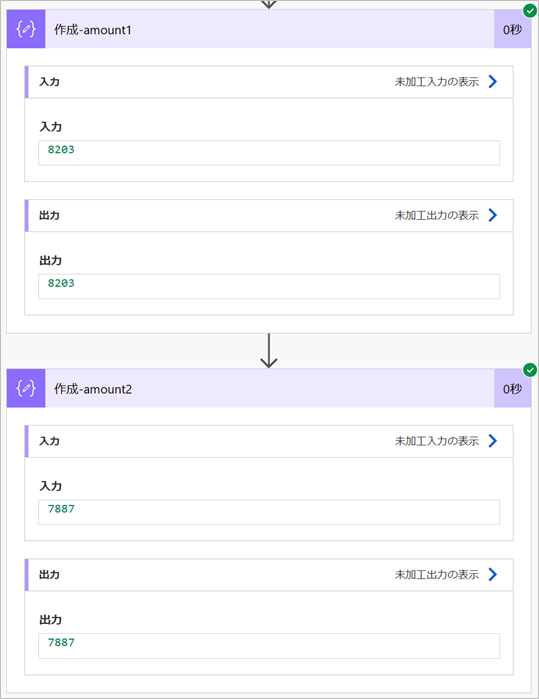 作成-amount1
0秒
入力
未加工入力の表示
入力
8203
出力
未加工出力の表示
出力
8203
作成-amount2
0秒
入力
未加工入力の表示
入力
7887
出力
未加工出力の表示
出力
7887